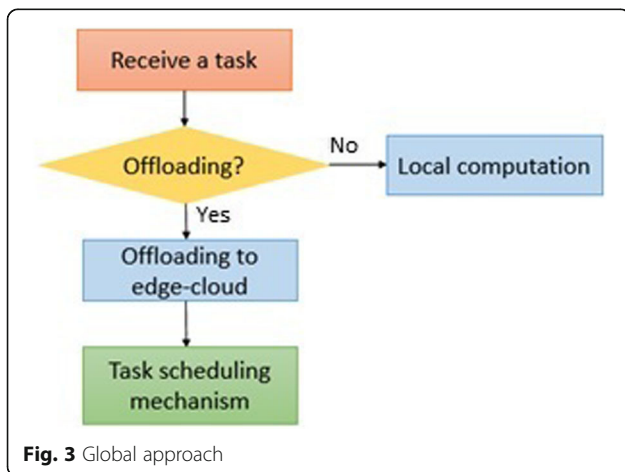 Receive a task
Offloading?
No
Local computation
Yes
Offloading to
edge-cloud
Task scheduling
mechanism
Fig. 3 Global approach